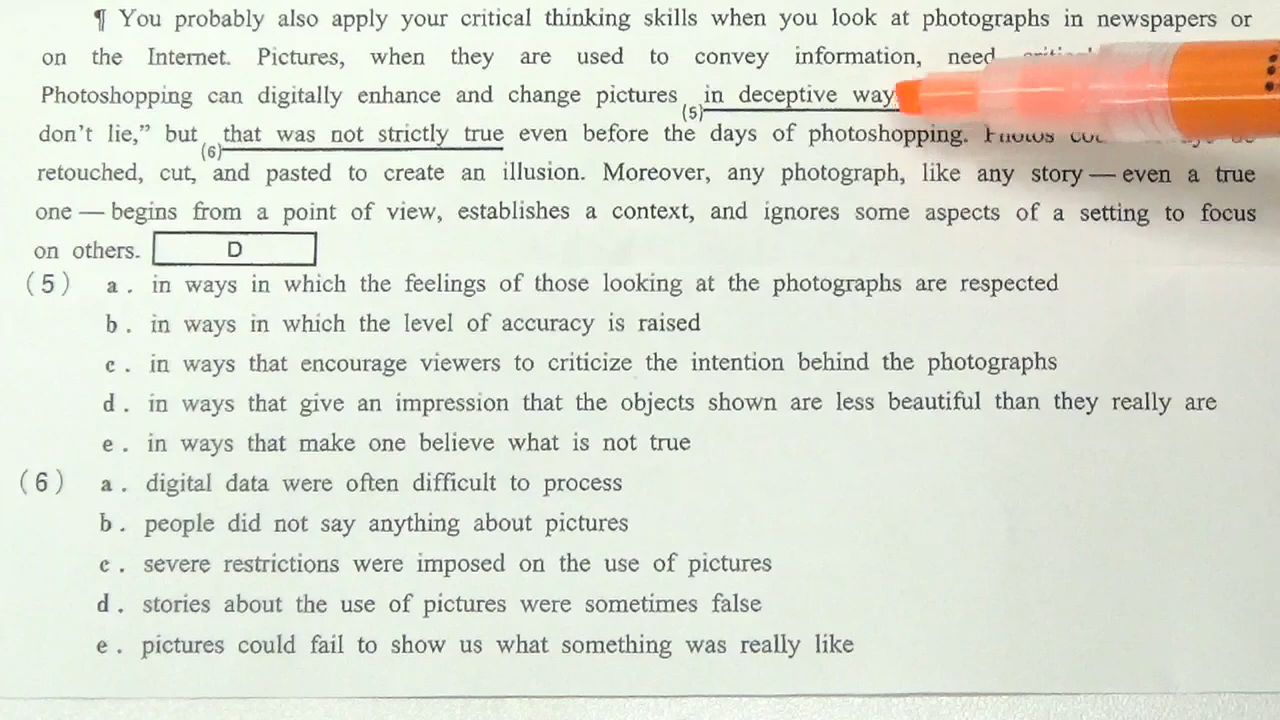 ¶ You probably also apply your critical thinking skills when you look at photographs in newspapers or
on the Internet. Pictures, when they are used to convey information, need
Photoshopping can digitally enhance and change pictures (5)in deceptive
don't lie," but (6)that was not strictly true even before the days of photoshopping. Photos
retouched, cut, and pasted to create an illusion. Moreover, any photograph, like any story — even a true
one — begins from a point of view, establishes a context, and ignores some aspects of a setting to focus
on others. D
(5) a. in ways in which the feelings of those looking at the photographs are respected
b. in ways in which the level of accuracy is raised
c. in ways that encourage viewers to criticize the intention behind the photographs
d. in ways that give an impression that the objects shown are less beautiful than they really are
e. in ways that make one believe what is not true
(6) a. digital data were often difficult to process
b. people did not say anything about pictures
c. severe restrictions were imposed on the use of pictures
d. stories about the use of pictures were sometimes false
e. pictures could fail to show us what something was really like